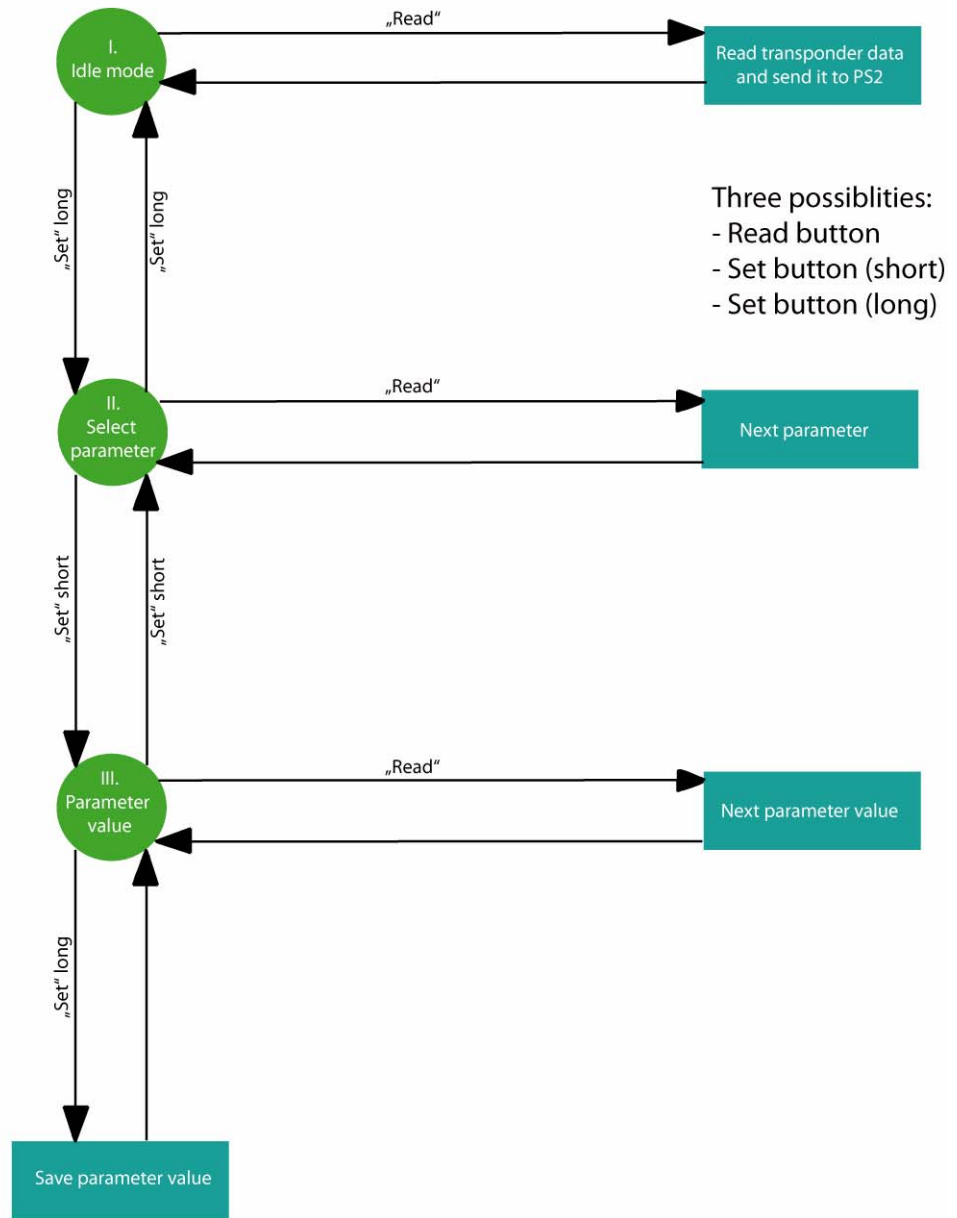 „Read“
I.
Idle mode
Read transponder data
and send it to PS2
„Set“ long
„Set“ long
Three possiblities:
- Read button
- Set button (short)
- Set button (long)
„Read“
II.
Select
parameter
Next parameter
„Set“ short
„Set“ short
„Read“
III.
Parameter
value
Next parameter value
„Set“ long
Save parameter value